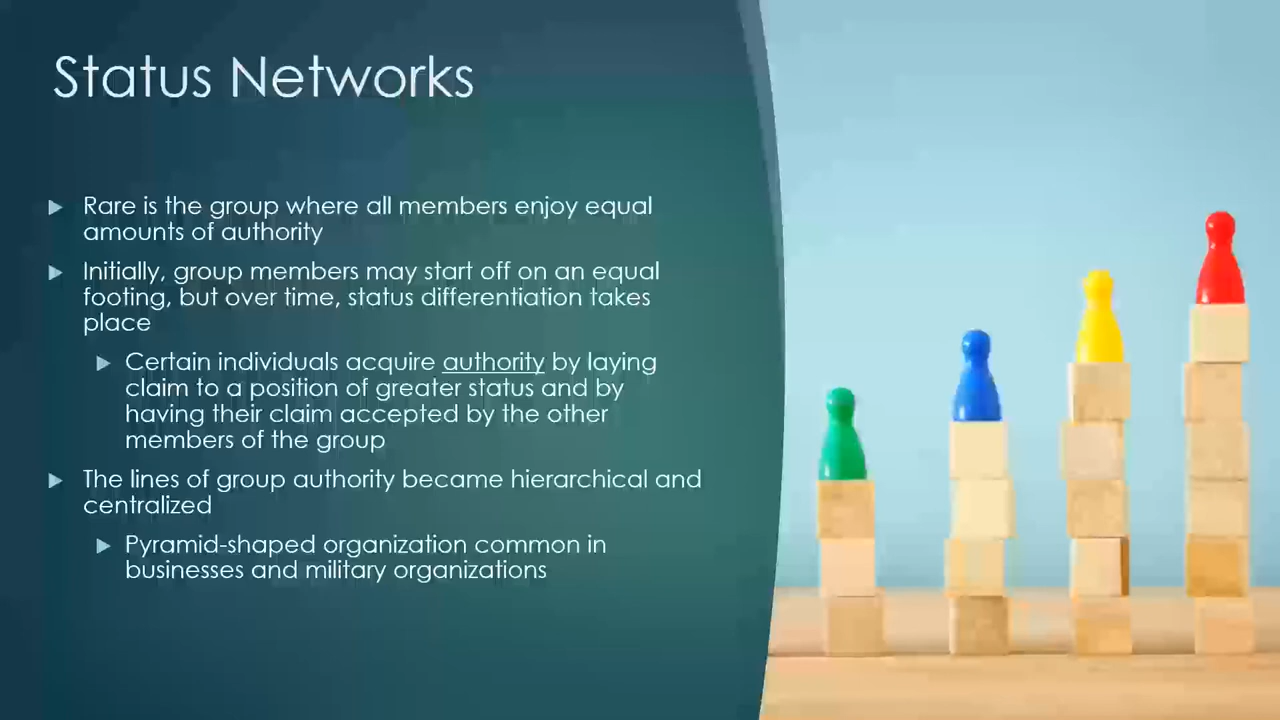 Status Networks
Rare is the group where all members enjoy equal
amounts of authority
Initially, group members may start off on an equal
footing, but over time, status differentiation takes
place
Certain individuals acquire authority by laying
claim to a position of greater status and by
having their claim accepted by the other
members of the group
The lines of group authority became hierarchical and
centralized
Pyramid-shaped organization common in
businesses and military organizations